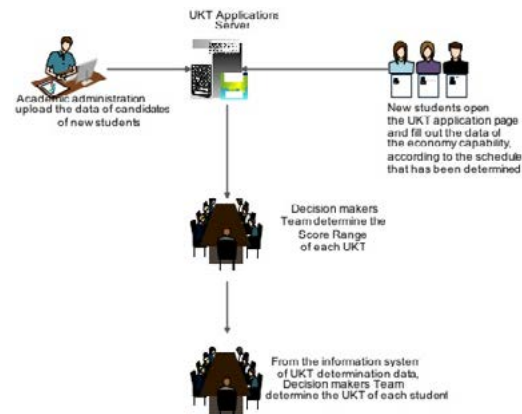 UKT Applications
Server
Academic administration
upload the data of candidates
of new students
New students open
the UKT application page
and fill out the data of
the economy capability,
according to the schedule
that has been determined
Decision makers
Team determine the
Score Range
of each UKT
From the information system
of UKT determination data,
Decision makers Team
determine the UKT of each student